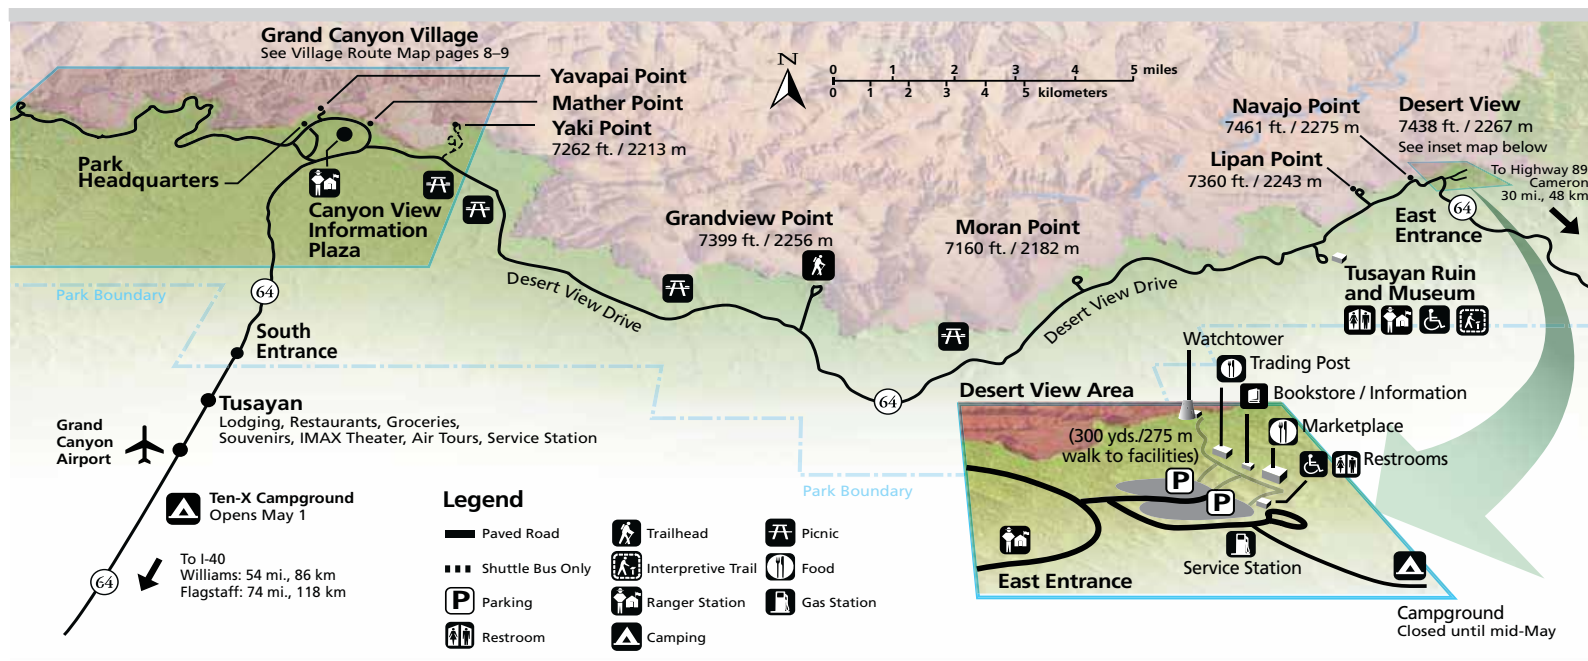 Grand Canyon Village
See Village Route Map pages 8–9
Yavapai Point
Mather Point
Yaki Point
7262 ft. / 2213 m
Park
Headquarters
Canyon View
Information
Plaza
N
0 1 2 3 4 5 miles
0 1 2 3 4 5 kilometers
Navajo Point
7461 ft. / 2275 m
Desert View
7438 ft. / 2267 m
See inset map below
Lipan Point
7360 ft. / 2243 m
To Highway 89
Cameron
30 mi., 48 km
64
East
Entrance
Grandview Point
7399 ft. / 2256 m
Moran Point
7160 ft. / 2182 m
Tusayan Ruin
and Museum
Desert View Drive
Desert View Drive
Park Boundary
64
South
Entrance
64
Tusayan
Lodging, Restaurants, Groceries,
Souvenirs, IMAX Theater, Air Tours, Service Station
Grand
Canyon
Airport
Ten-X Campground
Opens May 1
To I-40
Williams: 54 mi., 86 km
Flagstaff: 74 mi., 118 km
64
Park Boundary
Legend
Paved Road
Shuttle Bus Only
P
Parking
Restroom
Trailhead
Interpretive Trail
Ranger Station
Camping
Picnic
Food
Gas Station
Desert View Area
Watchtower
Trading Post
Bookstore / Information
Marketplace
Restrooms
(300 yds./275 m
walk to facilities)
P
P
Service Station
East Entrance
Campground
Closed until mid-May